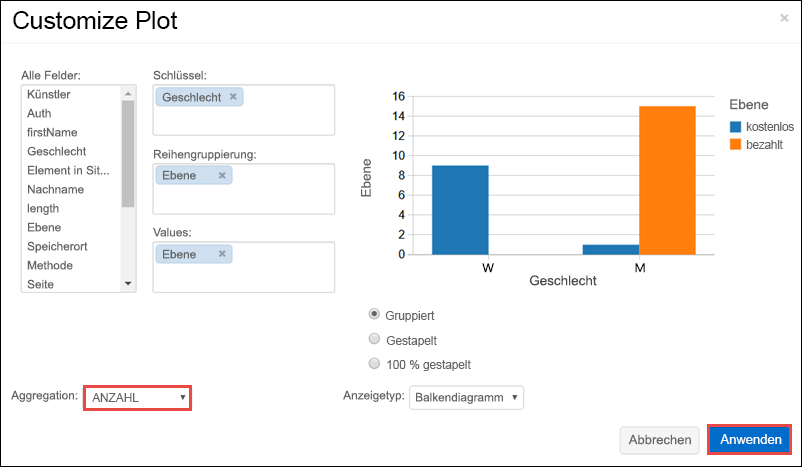 Customize Plot
×
Alle Felder:
Künstler
Auth
firstName
Geschlecht
Element in Sit...
Nachname
length
Ebene
Speicherort
Methode
Seite
Schlüssel:
Geschlecht ×
Reihengruppierung:
Ebene ×
Values:
Ebene ×
16
14
12
10
8
6
4
2
0
Ebene
W
M
Geschlecht
Ebene
kostenlos
bezahlt
Gruppiert
Gestapelt
100 % gestapelt
Aggregation: ANZAHL
Anzeigetyp: Balkendiagramm
Abbrechen
Anwenden